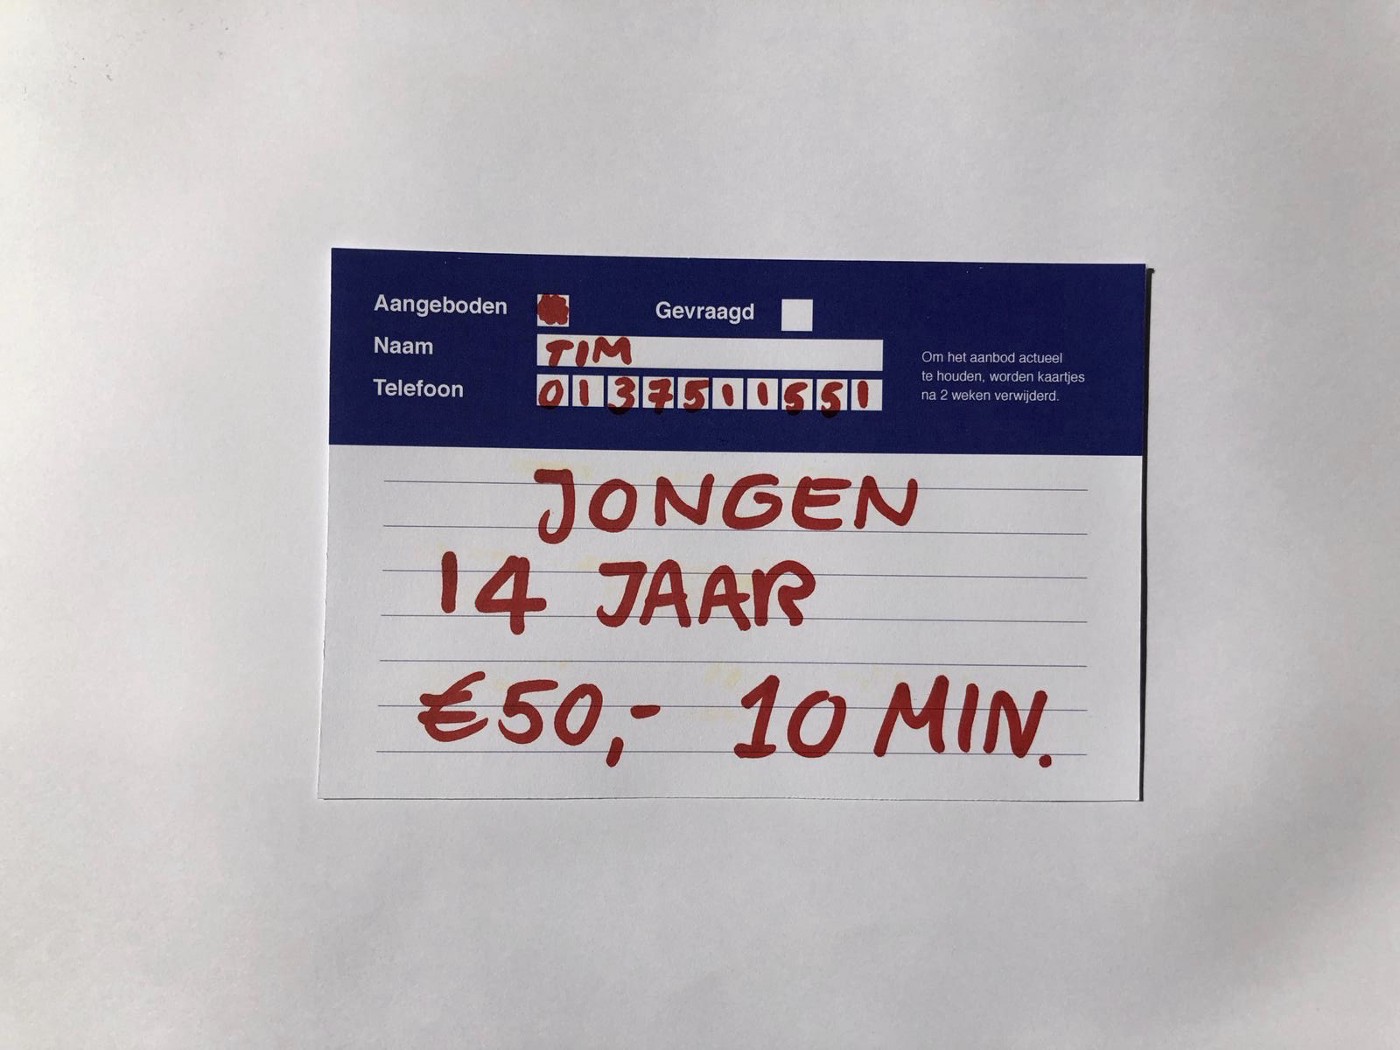 Aangeboden Gevraagd
Naam TIM
Telefoon 0137511551
Om het aanbod actueel
te houden, worden kaartjes
na 2 weken verwijderd.
JONGEN
14 JAAR
€50,- 10 MIN.